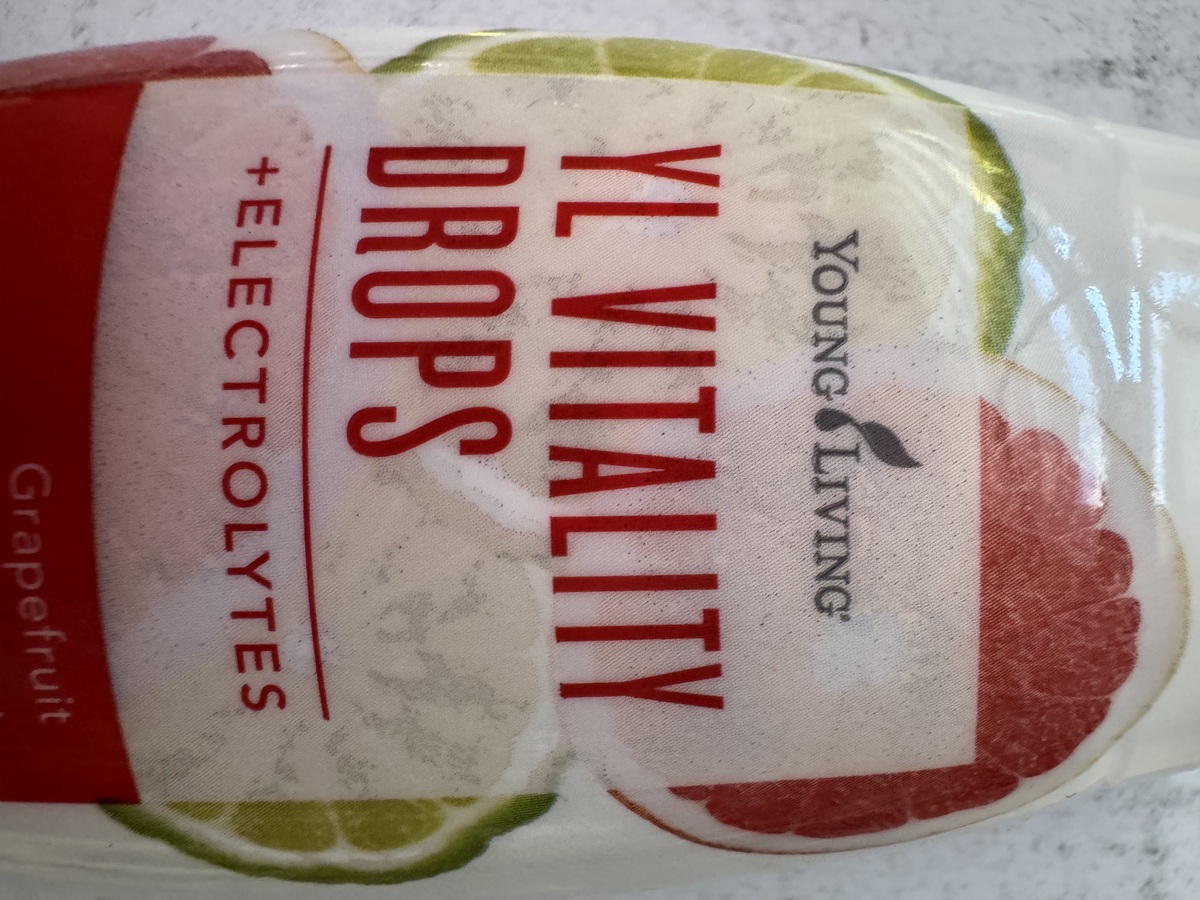 YOUNG LIVING®
YL VITALITY
DROPS
+ELECTROLYTES
Grapefruit